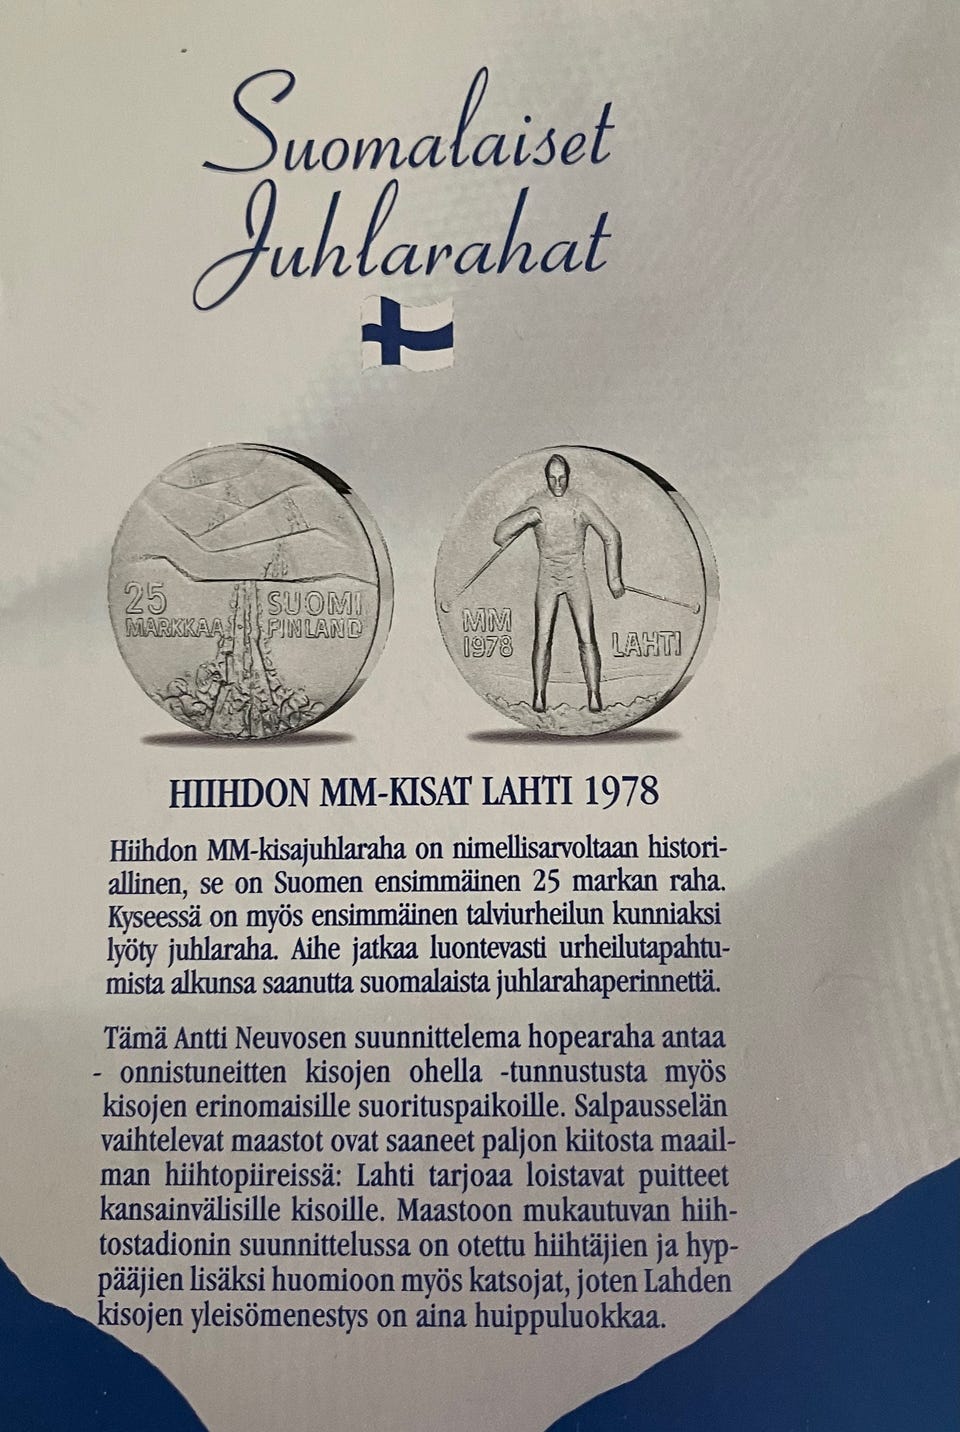 Suomalaiset
Juhlarahat
25
MARKKAA
SUOMI
FINLAND
MM
1978
LAHTI
HIIHDON MM-KISAT LAHTI 1978
Hiihdon MM-kisajuhlaraha on nimellisarvoltaan histori-
allinen, se on Suomen ensimmäinen 25 markan raha.
Kyseessä on myös ensimmäinen talviurheilun kunniaksi
lyöty juhlaraha. Aihe jatkaa luontevasti urheilutapahtu-
mista alkunsa saanutta suomalaista juhlarahaperinnettä.
Tämä Antti Neuvosen suunnittelema hopearaha antaa
- onnistuneitten kisojen ohella -tunnustusta myös
kisojen erinomaisille suorituspaikoille. Salpausselän
vaihtelevat maastot ovat saaneet paljon kiitosta maail-
man hiihtopiireissä: Lahti tarjoaa loistavat puitteet
kansainvälisille kisoille. Maastoon mukautuvan hiih-
tostadionin suunnittelussa on otettu hiihtäjien ja hyp-
pääjien lisäksi huomioon myös katsojat, joten Lahden
kisojen yleisömenestys on aina huippuluokkaa.